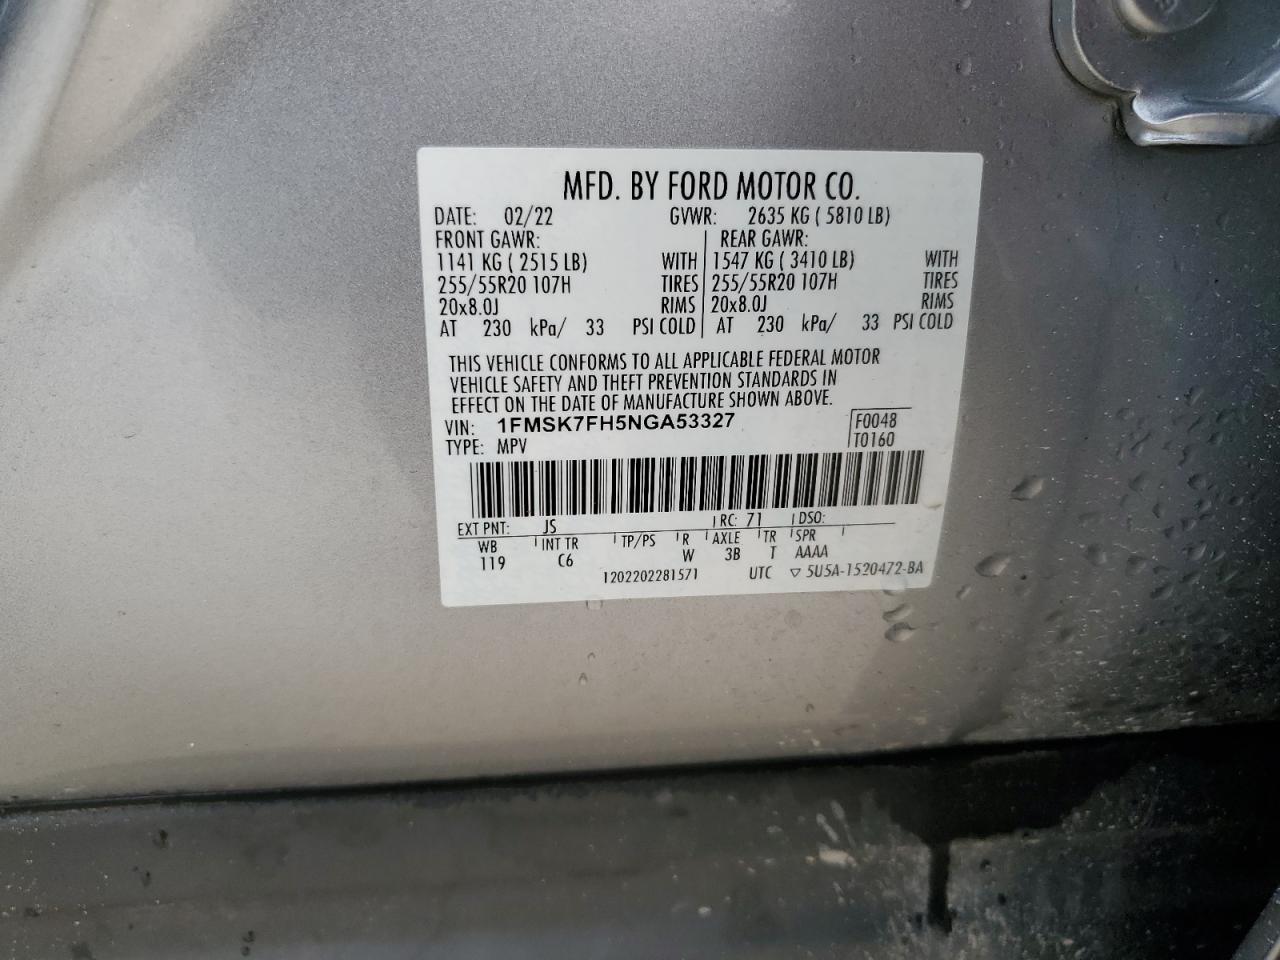 MFD. BY FORD MOTOR CO.
DATE: 02/22 GVWR: 2635 KG ( 5810 LB)
FRONT GAWR: REAR GAWR:
1141 KG ( 2515 LB) WITH 1547 KG ( 3410 LB) WITH
255/55R20 107H TIRES 255/55R20 107H TIRES
20x8.0J RIMS 20x8.0J RIMS
AT 230 kPa/ 33 PSI COLD AT 230 kPa/ 33 PSI COLD
THIS VEHICLE CONFORMS TO ALL APPLICABLE FEDERAL MOTOR
VEHICLE SAFETY AND THEFT PREVENTION STANDARDS IN
EFFECT ON THE DATE OF MANUFACTURE SHOWN ABOVE.
VIN: 1FMSK7FH5NGA53327 F0048
TYPE: MPV T0160
EXT PNT: JS RC: 71 DSO:
WB INT TR TP/PS R AXLE TR SPR
119 C6 W 3B T AAAA
1202202281571 UTC ▽ 5U5A-1520472-BA